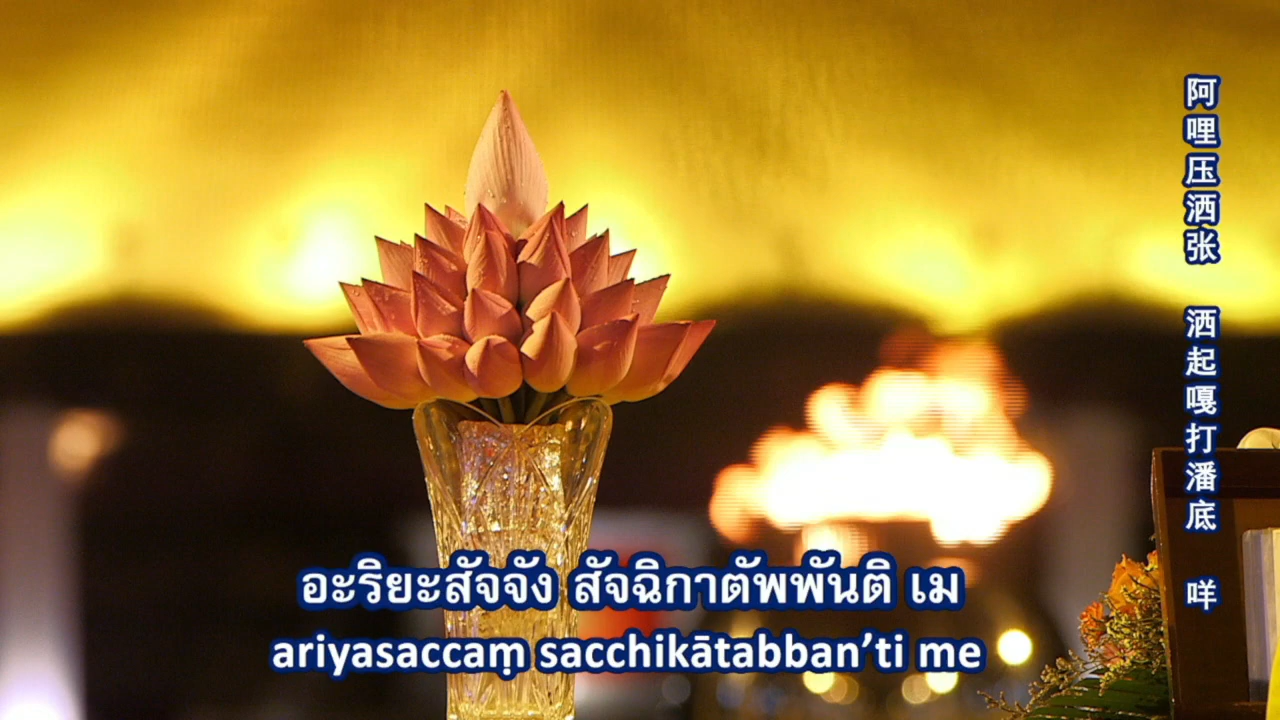 อะริยะสัจจัง สัจฉิกาตัพพันติ เม
ariyasaccaṃ sacchikātabban’ti me
阿哩压洒张 洒起嘎打潘底 咩